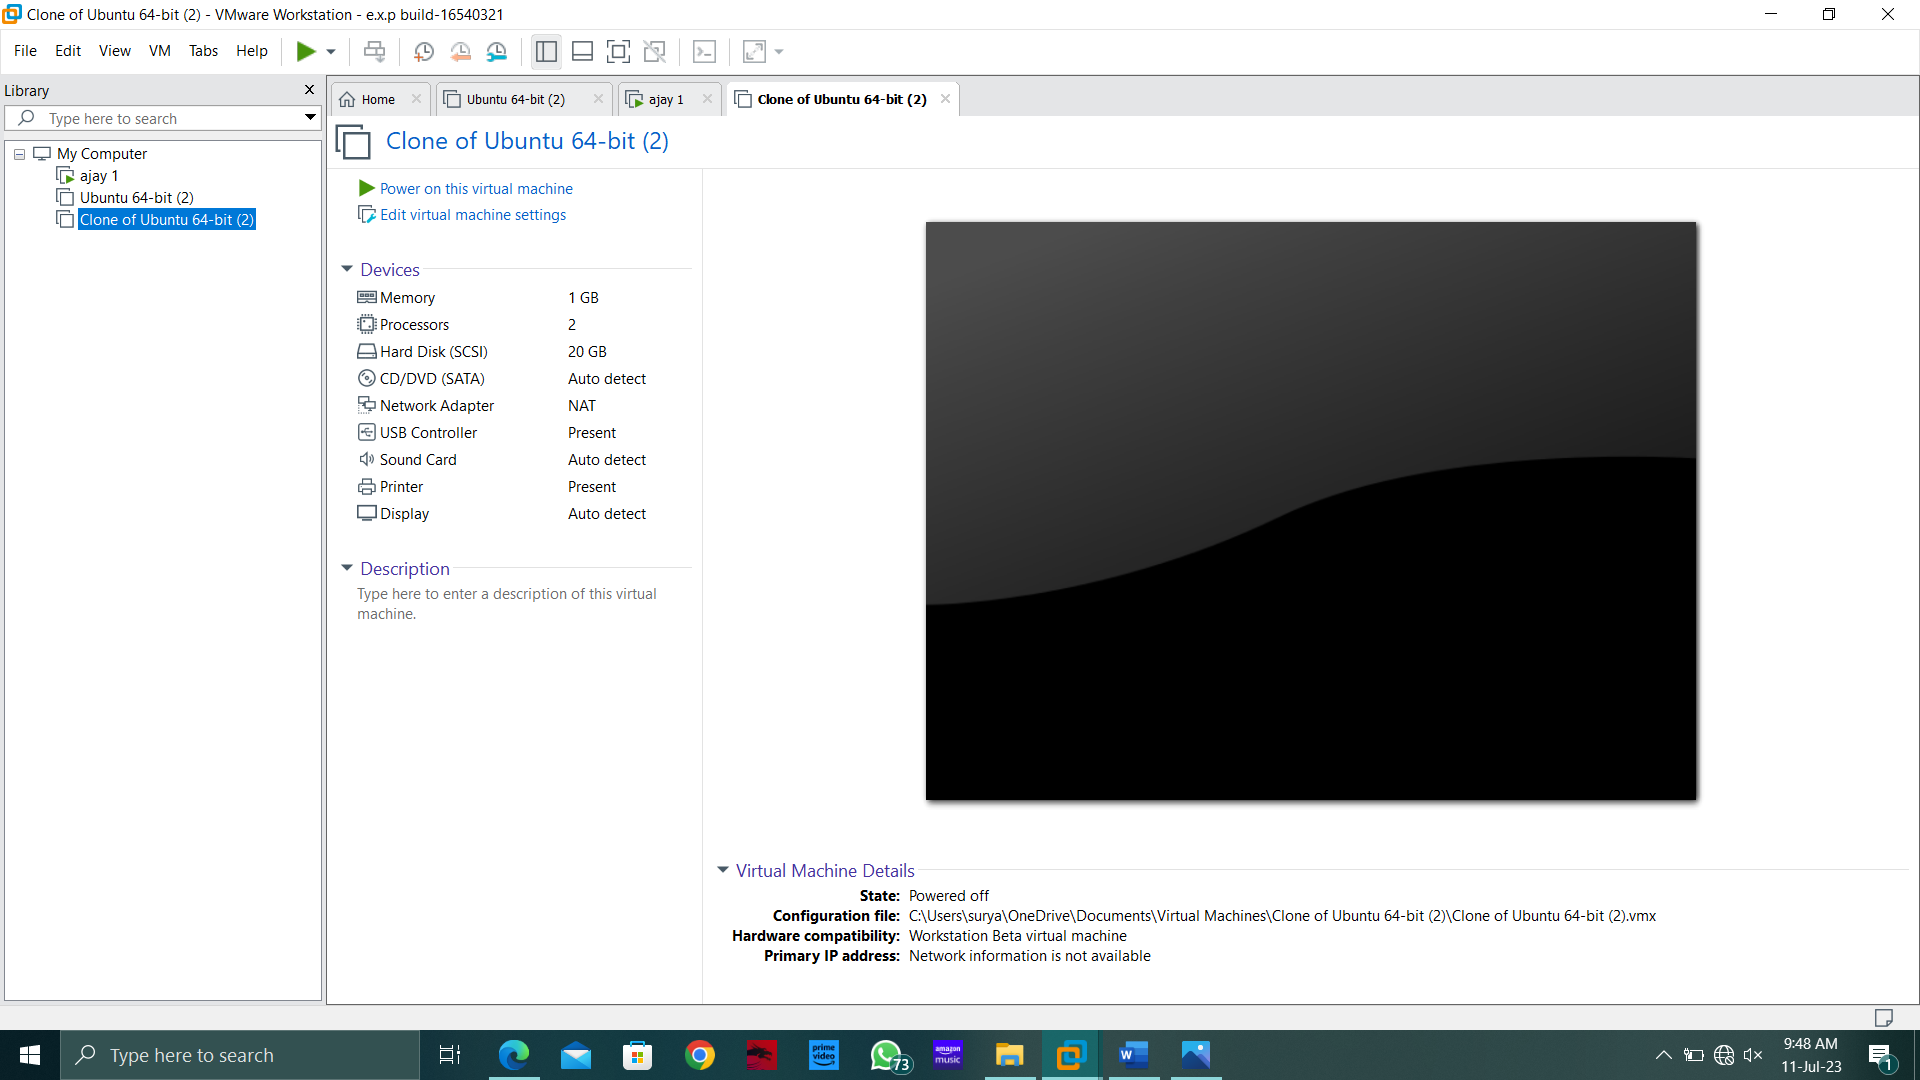 Clone of Ubuntu 64-bit (2) - VMware Workstation - e.x.p build-16540321
File Edit View VM Tabs Help
Library
Type here to search
My Computer
ajay 1
Ubuntu 64-bit (2)
Clone of Ubuntu 64-bit (2)
Home Ubuntu 64-bit (2) ajay 1 Clone of Ubuntu 64-bit (2)
Clone of Ubuntu 64-bit (2)
Power on this virtual machine
Edit virtual machine settings
Devices
Memory 1 GB
Processors 2
Hard Disk (SCSI) 20 GB
CD/DVD (SATA) Auto detect
Network Adapter NAT
USB Controller Present
Sound Card Auto detect
Printer Present
Display Auto detect
Description
Type here to enter a description of this virtual
machine.
Virtual Machine Details
State: Powered off
Configuration file: C:\Users\surya\OneDrive\Documents\Virtual Machines\Clone of Ubuntu 64-bit (2)\Clone of Ubuntu 64-bit (2).vmx
Hardware compatibility: Workstation Beta virtual machine
Primary IP address: Network information is not available
Type here to search
prime
video
73
amazon
music
W
9:48 AM
11-Jul-23
1